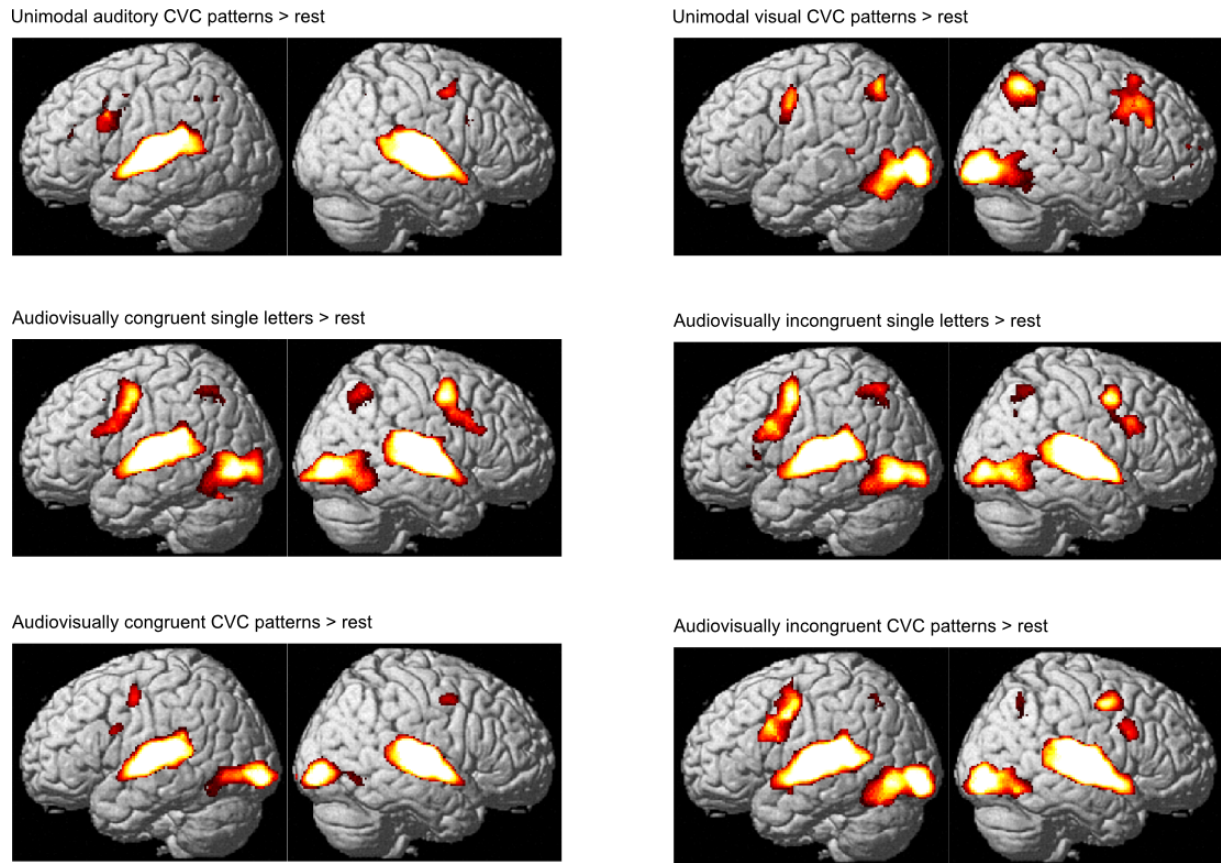 Unimodal auditory CVC patterns > rest
Unimodal visual CVC patterns > rest
Audiovisually congruent single letters > rest
Audiovisually incongruent single letters > rest
Audiovisually congruent CVC patterns > rest
Audiovisually incongruent CVC patterns > rest